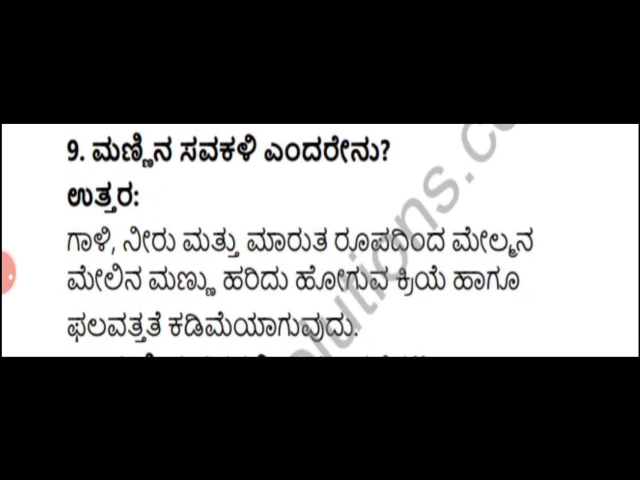 9. ಮಣ್ಣಿನ ಸವಕಳಿ ಎಂದರೇನು?
ಉತ್ತರ:
ಗಾಳಿ, ನೀರು ಮತ್ತು ಮಾರುತ ರೂಪದಿಂದ ಮೇಲ್ಮನ
ಮೇಲಿನ ಮಣ್ಣು ಹರಿದು ಹೋಗುವ ಕ್ರಿಯೆ ಹಾಗೂ
ಫಲವತ್ತತೆ ಕಡಿಮೆಯಾಗುವುದು.